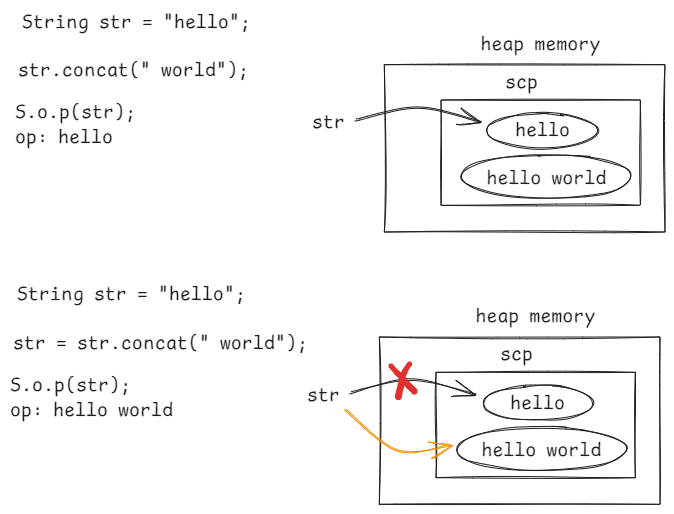 String str = "hello";
str.concat(" world");
S.o.p(str);
op: hello
heap memory
scp
str
hello
hello world
String str = "hello";
str = str.concat(" world");
S.o.p(str);
op: hello world
heap memory
scp
str
hello
hello world